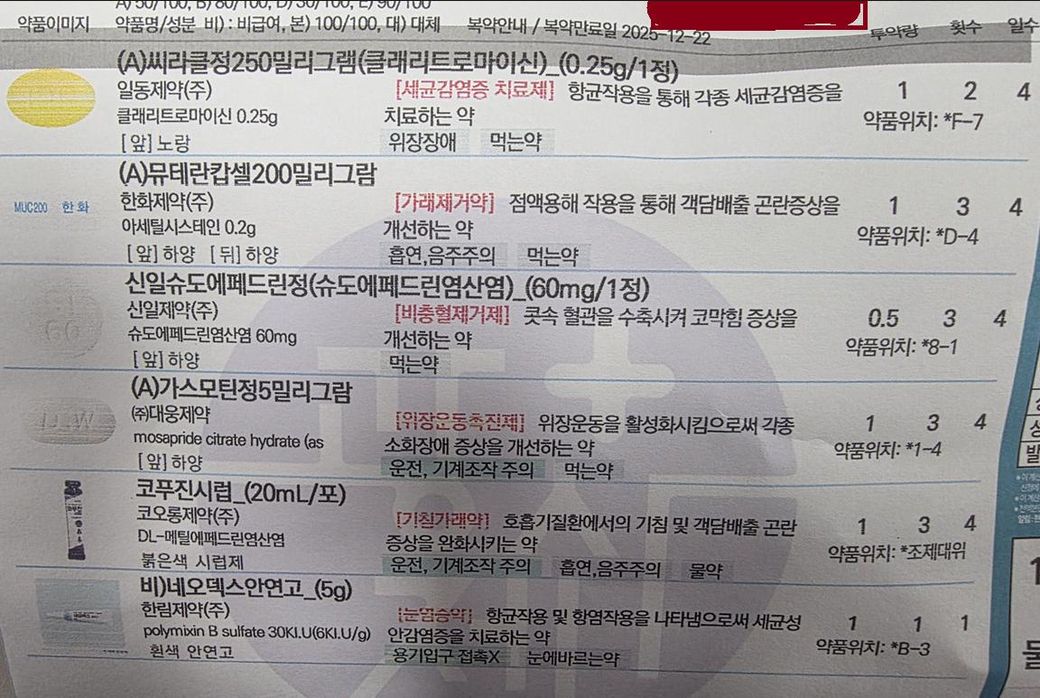 A) 50/100, B) 80/100, D) 30/100, E) 90/100
약품이미지 약품명/성분 비) : 비급여, 본) 100/100, 대) 대체 복약안내 / 복약만료일 2025-12-22 투약량 횟수 일수
(A)씨라클정250밀리그램(클래리트로마이신)_(0.25g/1정)
일동제약(주) [세균감염증 치료제] 항균작용을 통해 각종 세균감염증을 1 2 4
클래리트로마이신 0.25g 치료하는 약 약품위치: *F-7
[앞] 노랑 위장장애 먹는약
(A)뮤테란캅셀200밀리그람
MUC200 한화 한화제약(주) [가래제거약] 점액용해 작용을 통해 객담배출 곤란증상을 1 3 4
아세틸시스테인 0.2g 개선하는 약 약품위치: *D-4
[앞] 하양 [뒤] 하양 흡연,음주주의 먹는약
신일슈도에페드린정(슈도에페드린염산염)_(60mg/1정)
신일제약(주) [비충혈제거제] 콧속 혈관을 수축시켜 코막힘 증상을 0.5 3 4
슈도에페드린염산염 60mg 개선하는 약 약품위치: *8-1
[앞] 하양 먹는약
(A)가스모틴정5밀리그람
㈜대웅제약 [위장운동촉진제] 위장운동을 활성화시킴으로써 각종 1 3 4
mosapride citrate hydrate (as 소화장애 증상을 개선하는 약 약품위치: *1-4
[앞] 하양 운전, 기계조작 주의 먹는약
코푸진시럽_(20mL/포)
코오롱제약(주) [기침가래약] 호흡기질환에서의 기침 및 객담배출 곤란 1 3 4
DL-메틸에페드린염산염 증상을 완화시키는 약 약품위치: *조제대위
붉은색 시럽제 운전, 기계조작 주의 흡연,음주주의 물약
비)네오덱스안연고_(5g)
한림제약(주) [눈염증약] 항균작용 및 항염작용을 나타냄으로써 세균성 1 1 1
polymixin B sulfate 30KI.U(6KI.U/g) 안감염증을 치료하는 약 약품위치: *B-3
흰색 안연고 용기입구 접촉X 눈에바르는약